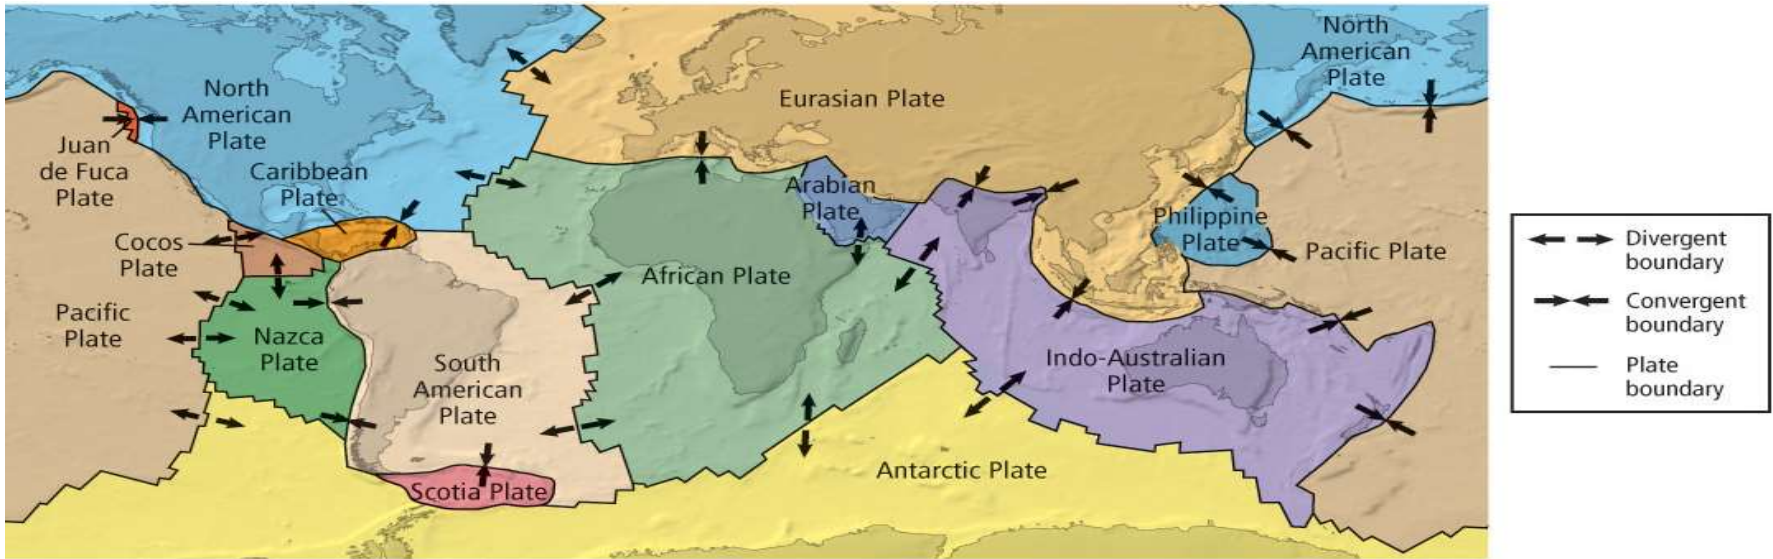 North
American
Plate
Juan
de Fuca
Plate
Caribbean
Plate
Cocos
Plate
Pacific
Plate
Nazca
Plate
South
American
Plate
Scotia Plate
Eurasian Plate
African Plate
Arabian
Plate
Antarctic Plate
Indo-Australian
Plate
Philippine
Plate
North
American
Plate
Pacific Plate
Divergent
boundary
Convergent
boundary
Plate
boundary